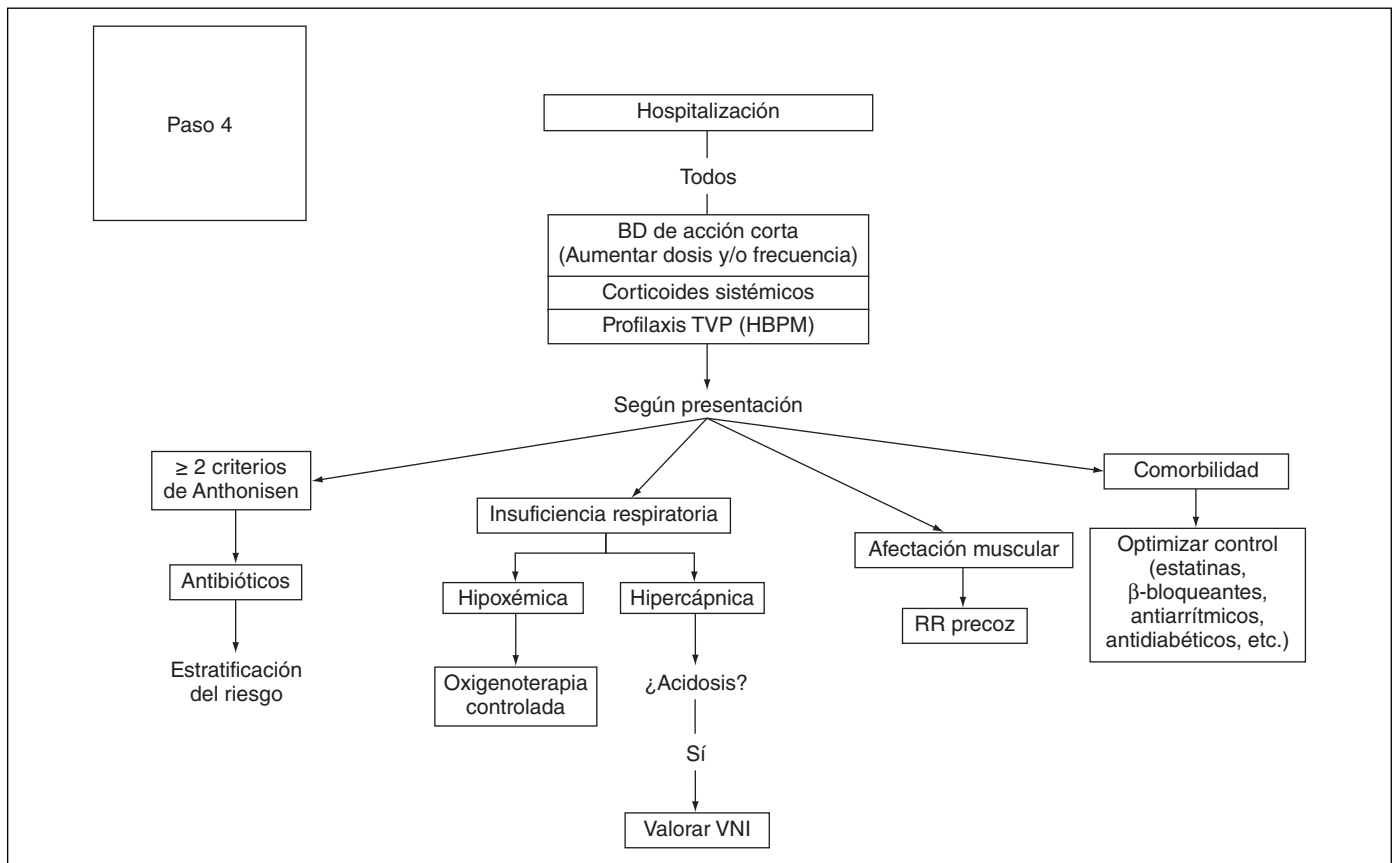 Paso 4
Hospitalización
Todos
BD de acción corta
(Aumentar dosis y/o frecuencia)
Corticoides sistémicos
Profilaxis TVP (HBPM)
Según presentación
≥ 2 criterios
de Anthonisen
Antibióticos
Estratificación
del riesgo
Insuficiencia respiratoria
Hipoxémica
Oxigenoterapia
controlada
Hipercápnica
¿Acidosis?
Sí
Valorar VNI
Afectación muscular
RR precoz
Comorbilidad
Optimizar control
(estatinas,
β-bloqueantes,
antiarrítmicos,
antidiabéticos, etc.)